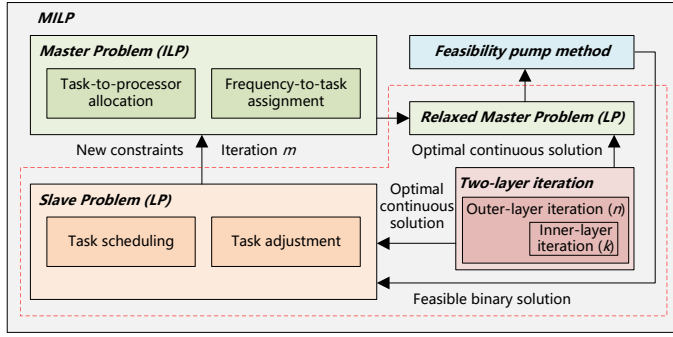 MILP
Master Problem (ILP)
Task-to-processor
allocation
Frequency-to-task
assignment
Feasibility pump method
Relaxed Master Problem (LP)
New constraints
Iteration m
Optimal continuous solution
Slave Problem (LP)
Task scheduling
Task adjustment
Optimal
continuous
solution
Two-layer iteration
Outer-layer iteration (n)
Inner-layer
iteration (k)
Feasible binary solution